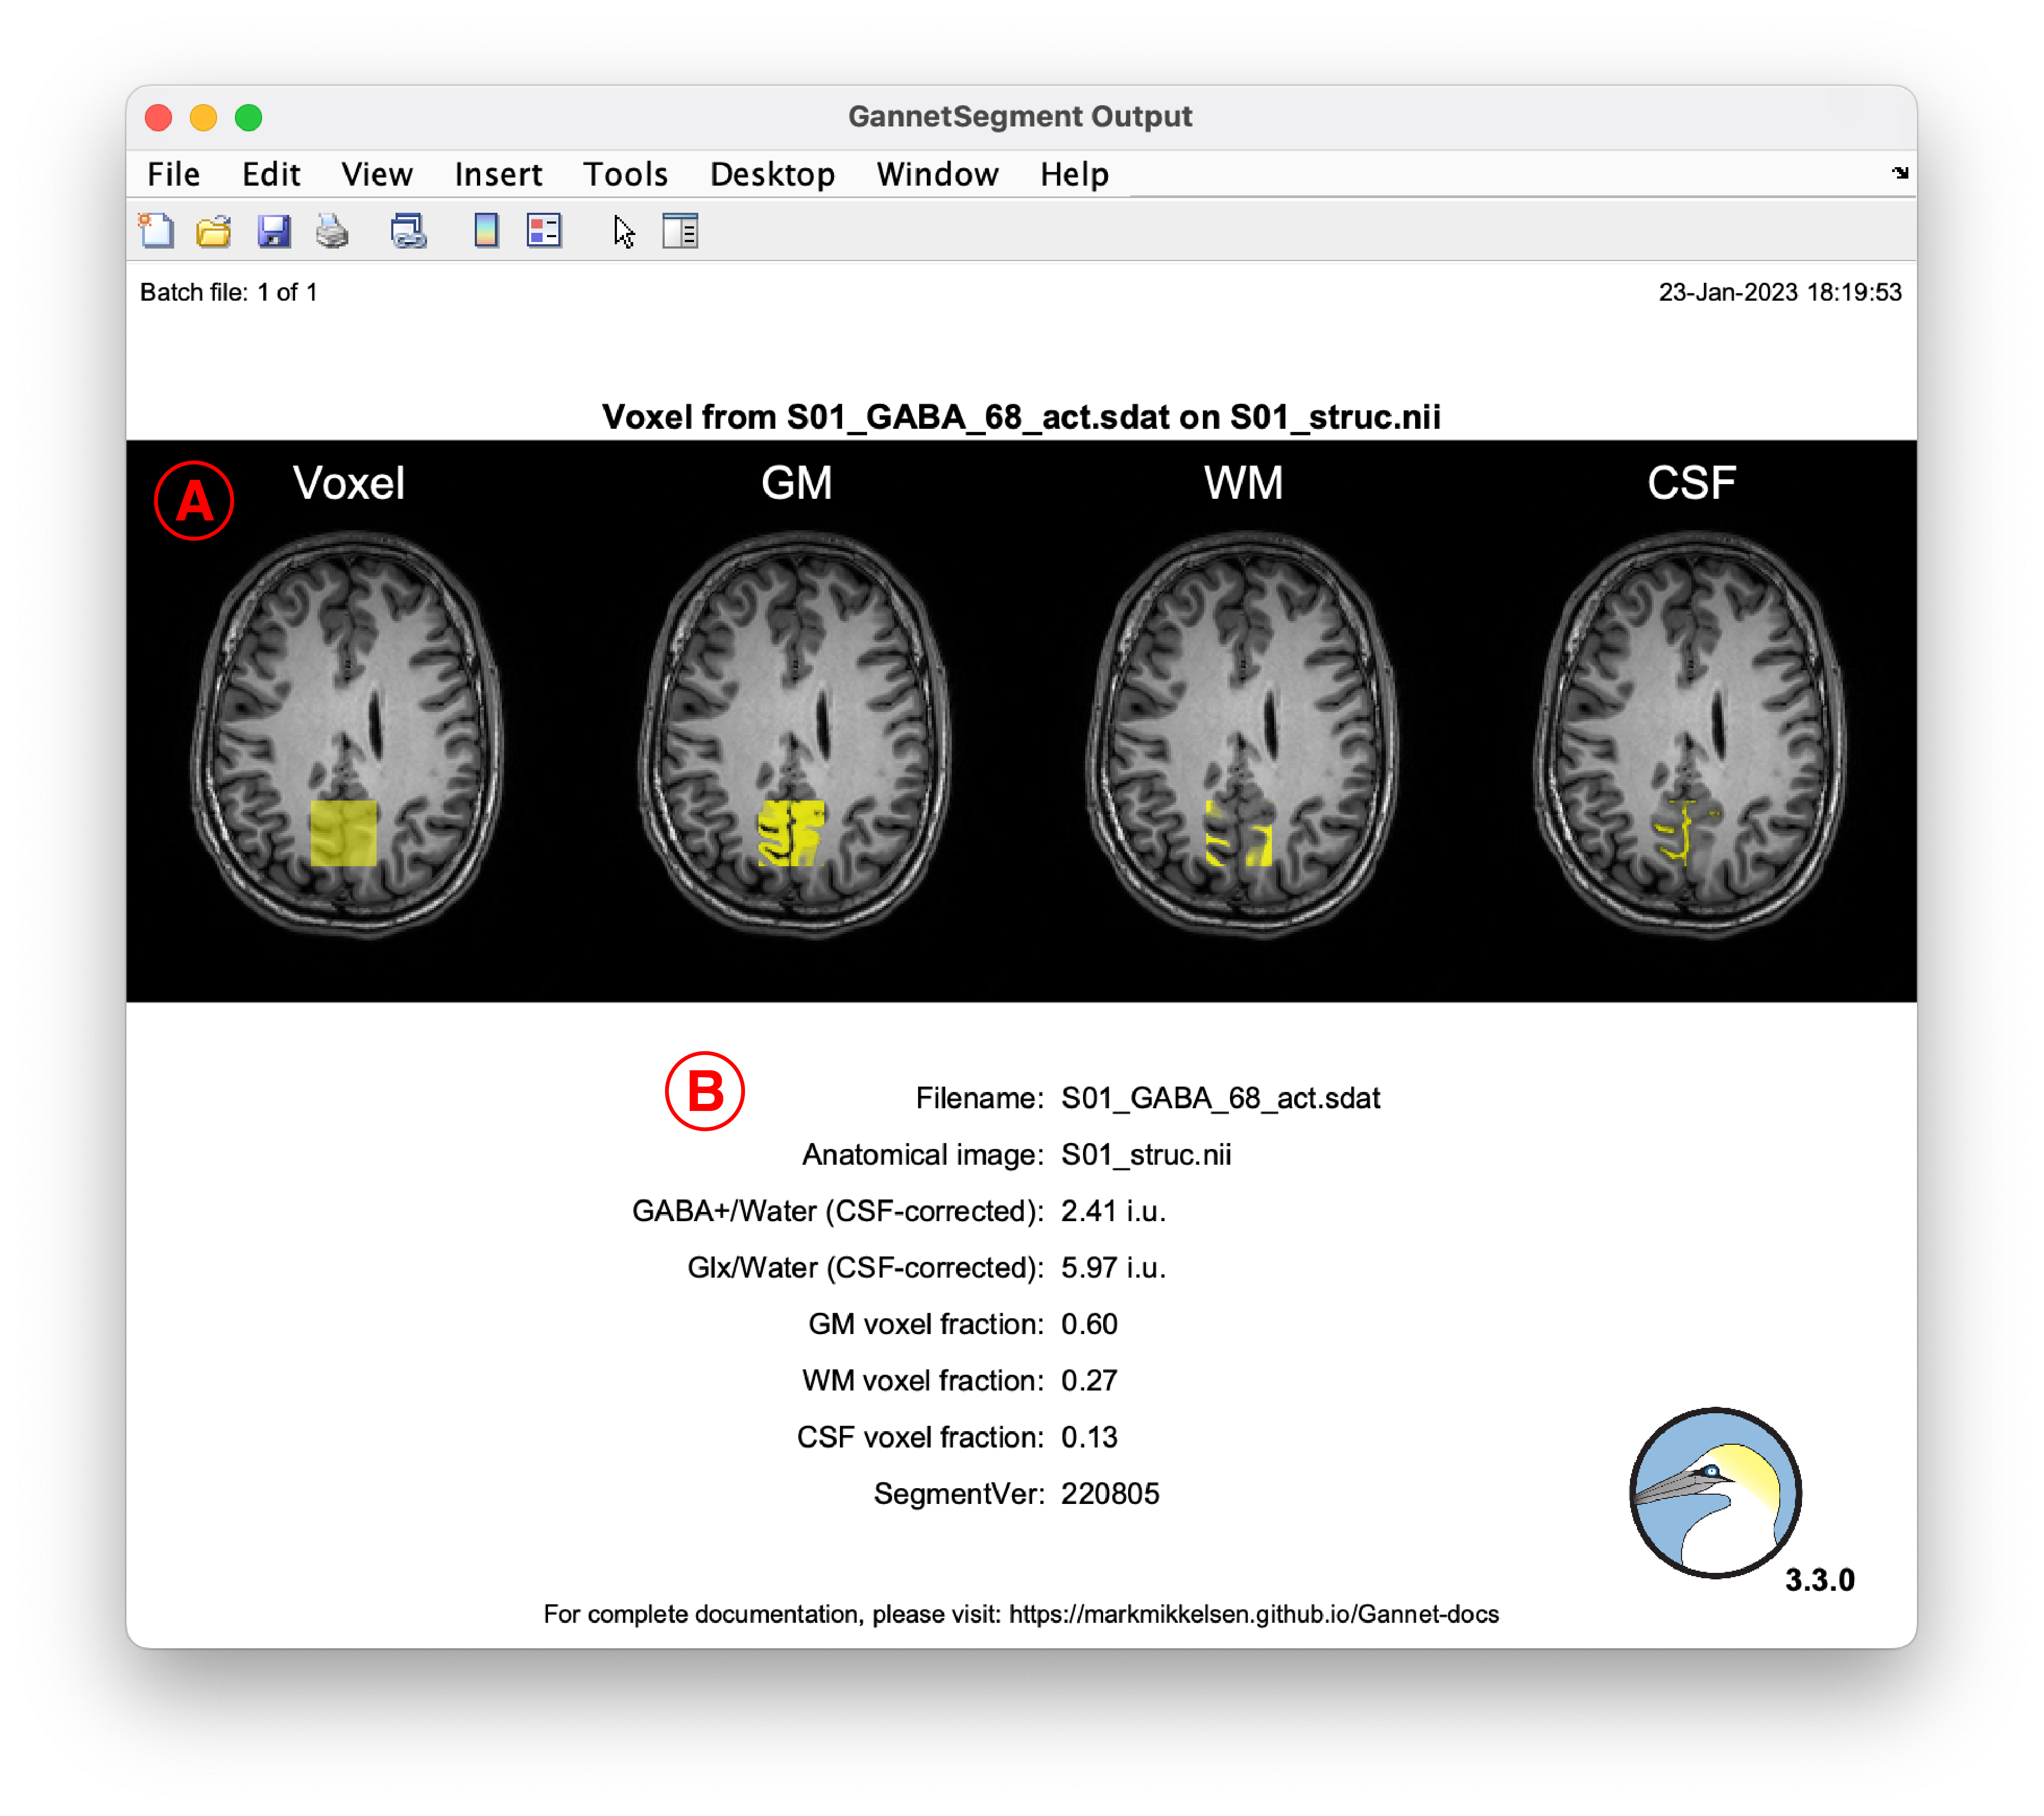 GannetSegment Output
File Edit View Insert Tools Desktop Window Help
Batch file: 1 of 1
23-Jan-2023 18:19:53
Voxel from S01_GABA_68_act.sdat on S01_struc.nii
A
Voxel GM WM CSF
B
Filename: S01_GABA_68_act.sdat
Anatomical image: S01_struc.nii
GABA+/Water (CSF-corrected): 2.41 i.u.
Glx/Water (CSF-corrected): 5.97 i.u.
GM voxel fraction: 0.60
WM voxel fraction: 0.27
CSF voxel fraction: 0.13
SegmentVer: 220805
3.3.0
For complete documentation, please visit: https://markmikkelsen.github.io/Gannet-docs